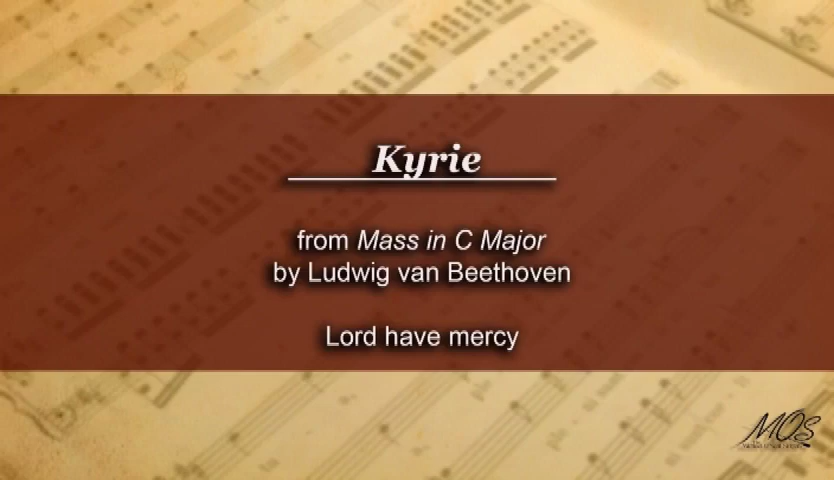 Kyrie
from Mass in C Major
by Ludwig van Beethoven
Lord have mercy
MOS